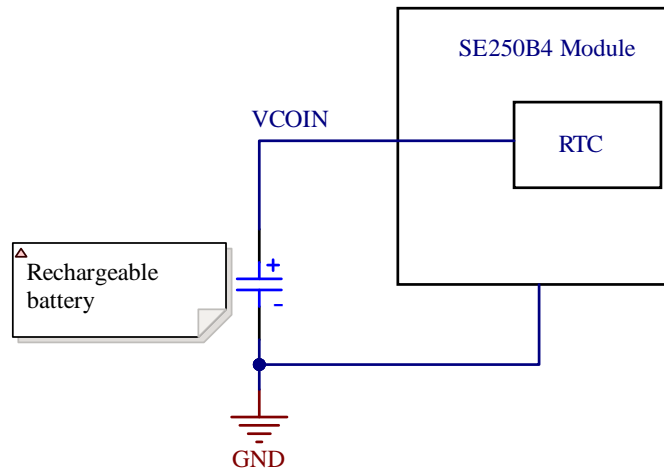 SE250B4 Module
VCOIN
RTC
+
Rechargeable
battery
-
GND